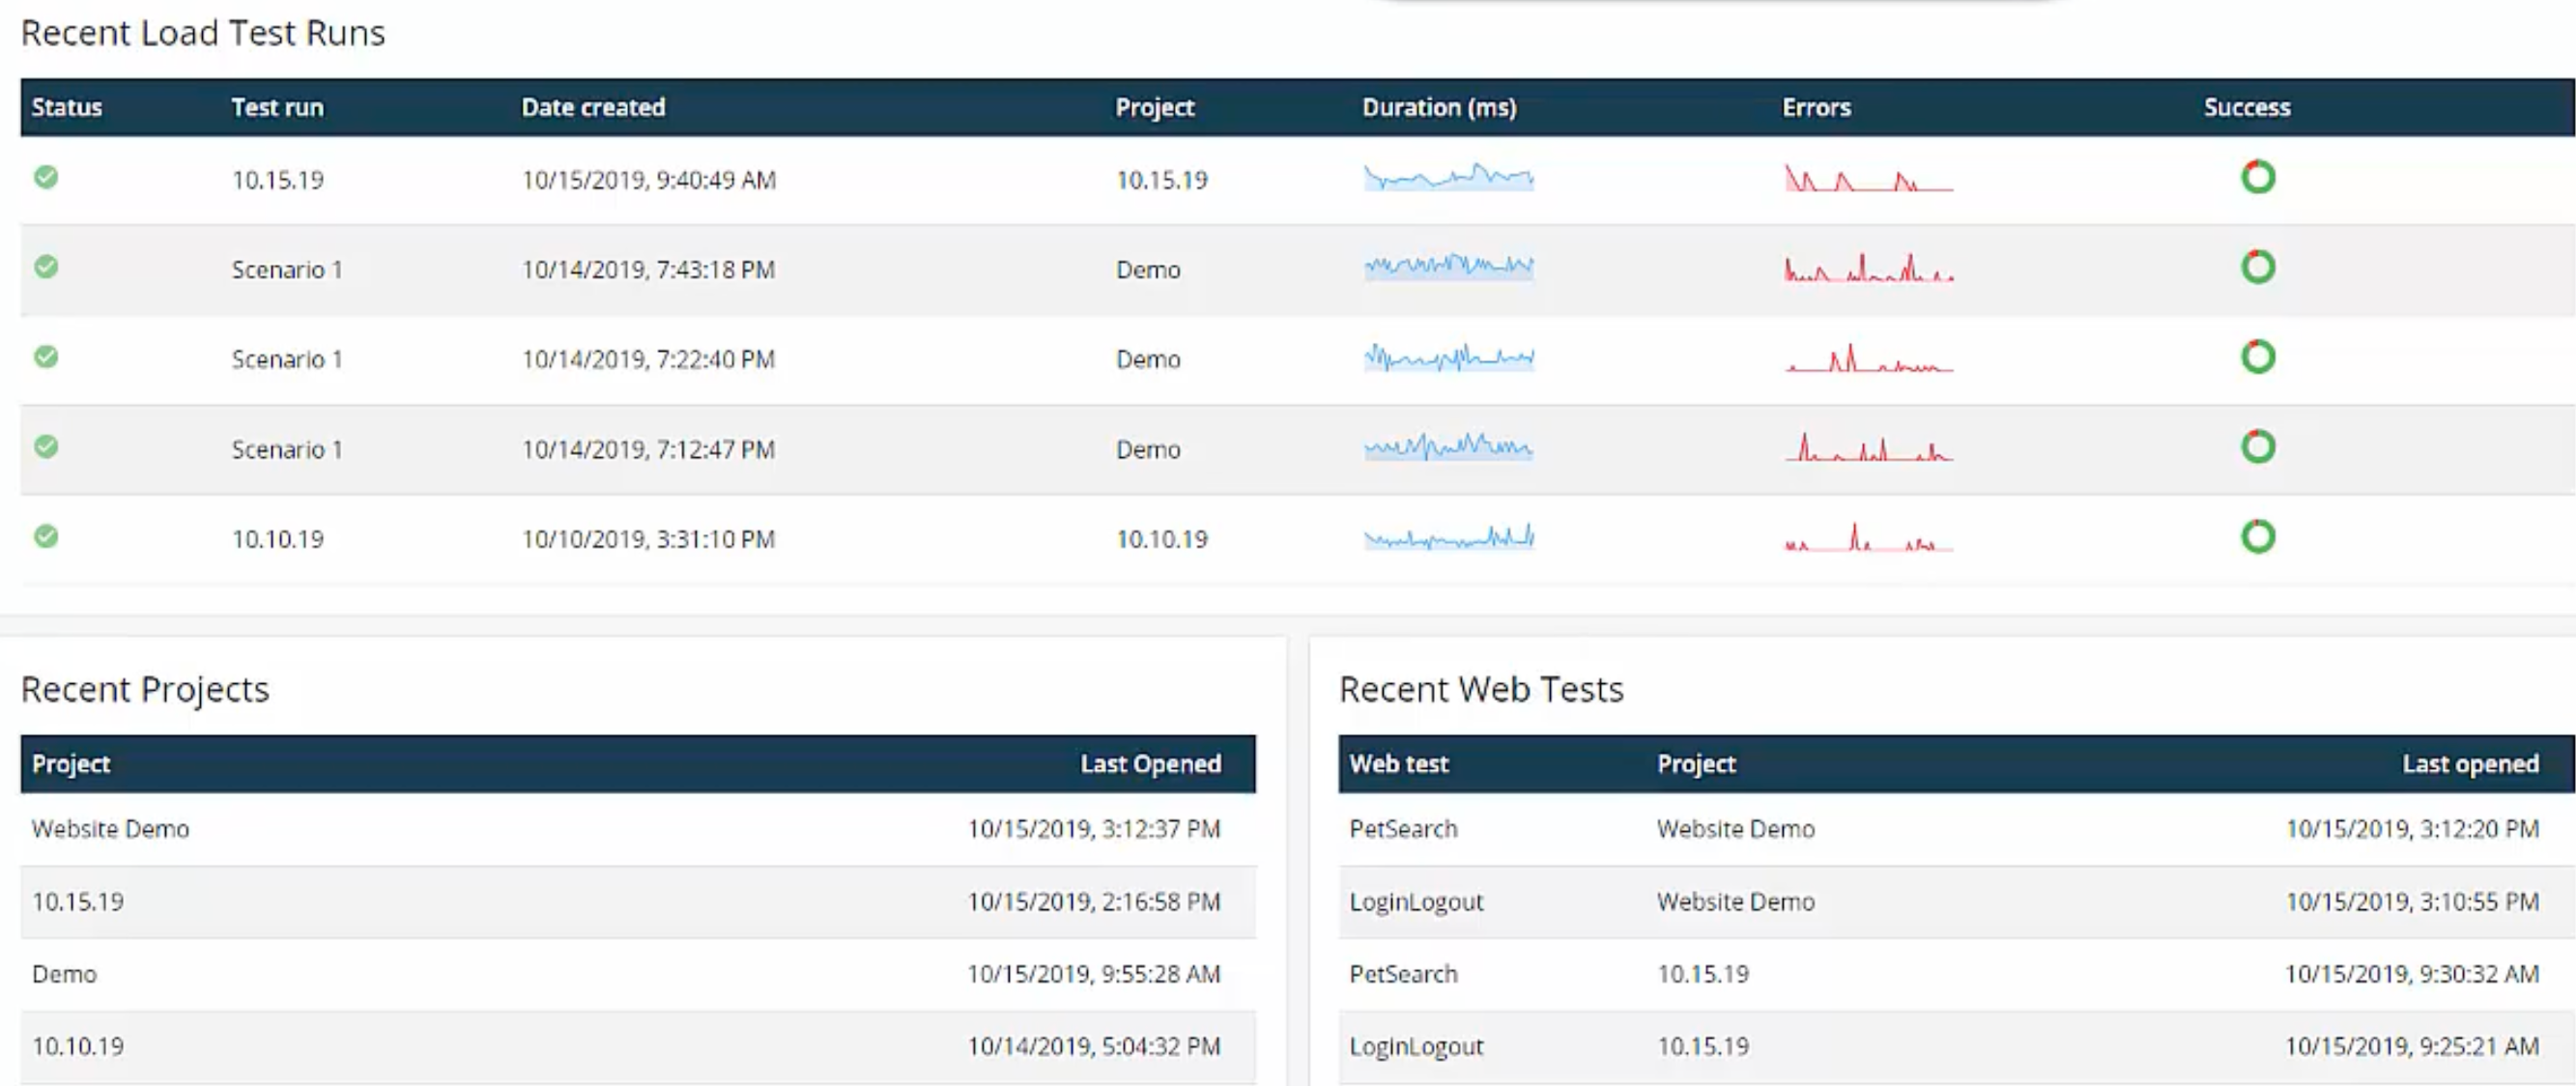 Recent Load Test Runs
Status Test run Date created Project Duration (ms) Errors Success
10.15.19 10/15/2019, 9:40:49 AM 10.15.19
Scenario 1 10/14/2019, 7:43:18 PM Demo
Scenario 1 10/14/2019, 7:22:40 PM Demo
Scenario 1 10/14/2019, 7:12:47 PM Demo
10.10.19 10/10/2019, 3:31:10 PM 10.10.19
Recent Projects
Project Last Opened
Website Demo 10/15/2019, 3:12:37 PM
10.15.19 10/15/2019, 2:16:58 PM
Demo 10/15/2019, 9:55:28 AM
10.10.19 10/14/2019, 5:04:32 PM
Recent Web Tests
Web test Project Last opened
PetSearch Website Demo 10/15/2019, 3:12:20 PM
LoginLogout Website Demo 10/15/2019, 3:10:55 PM
PetSearch 10.15.19 10/15/2019, 9:30:32 AM
LoginLogout 10.15.19 10/15/2019, 9:25:21 AM